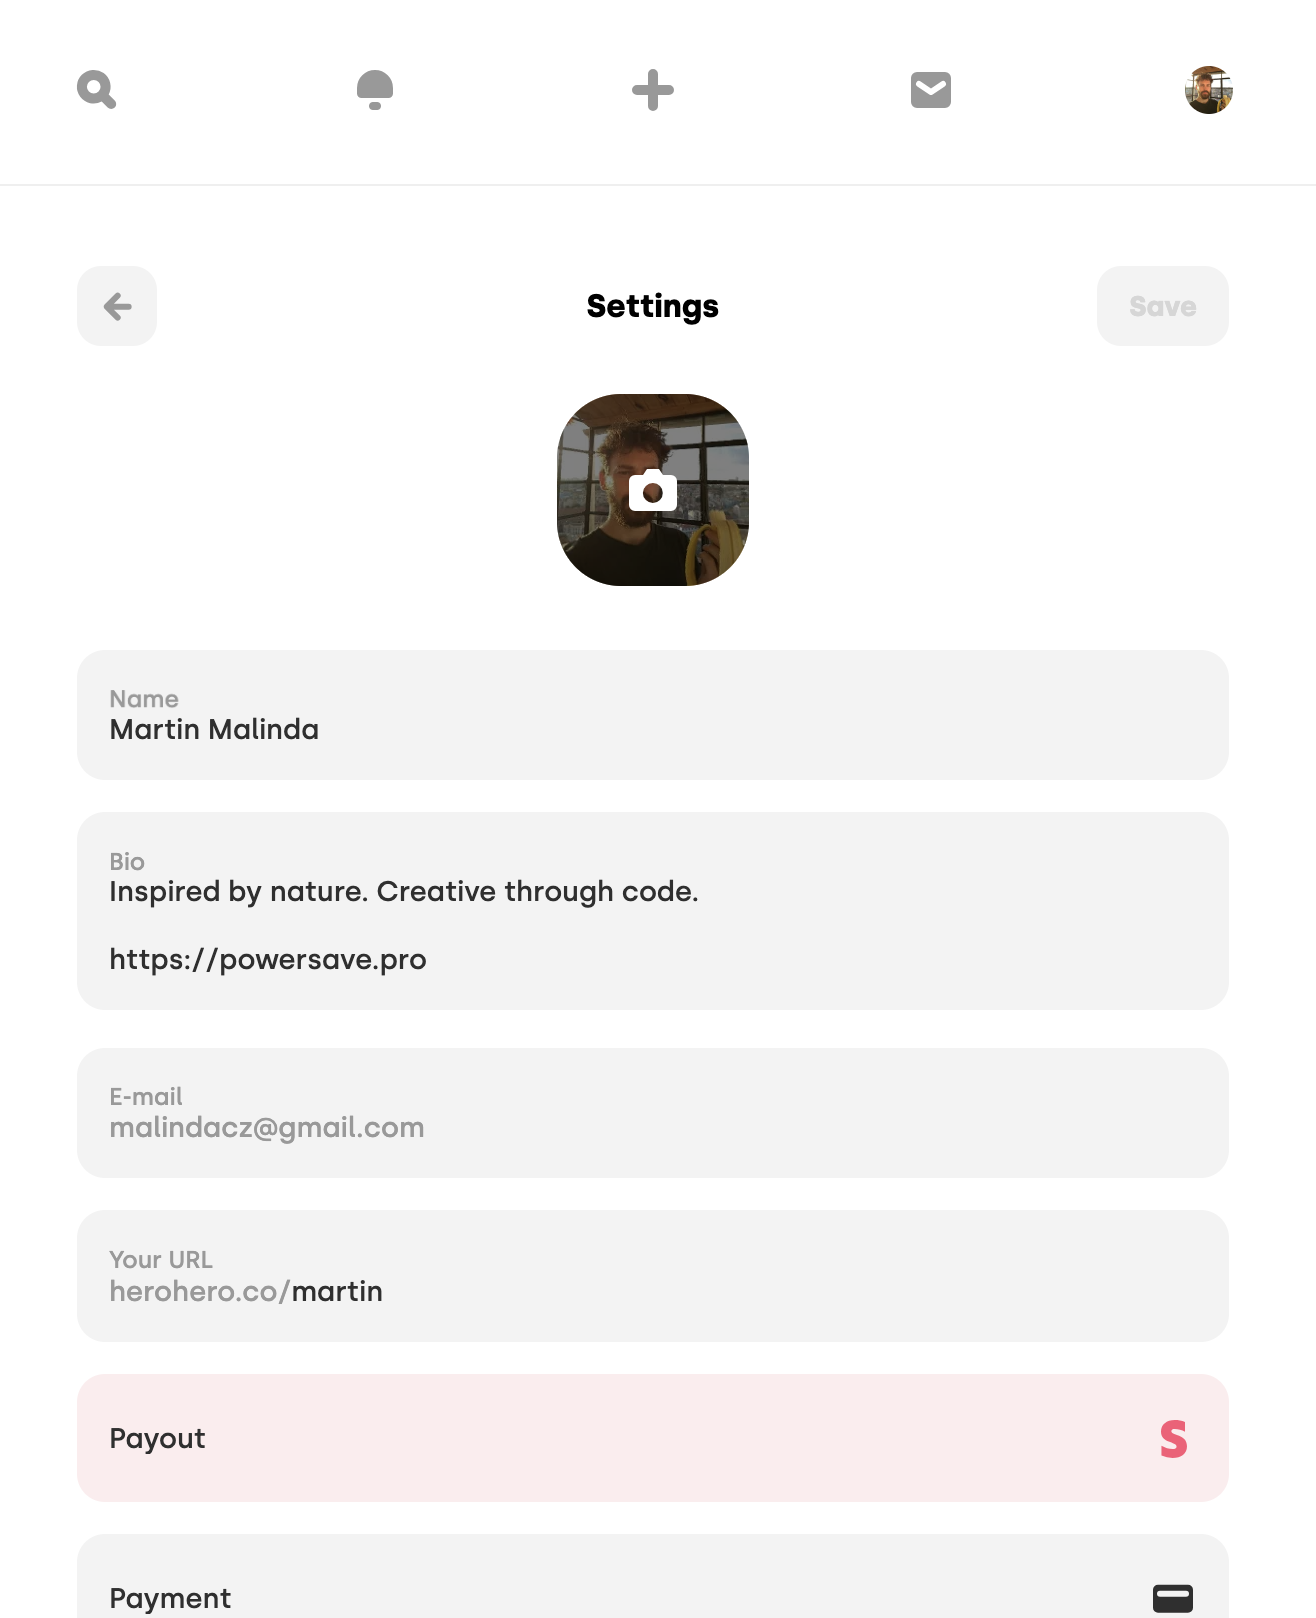 Settings
Save
Name
Martin Malinda
Bio
Inspired by nature. Creative through code.
https://powersave.pro
E-mail
malindacz@gmail.com
Your URL
herohero.co/martin
Payout
S
Payment